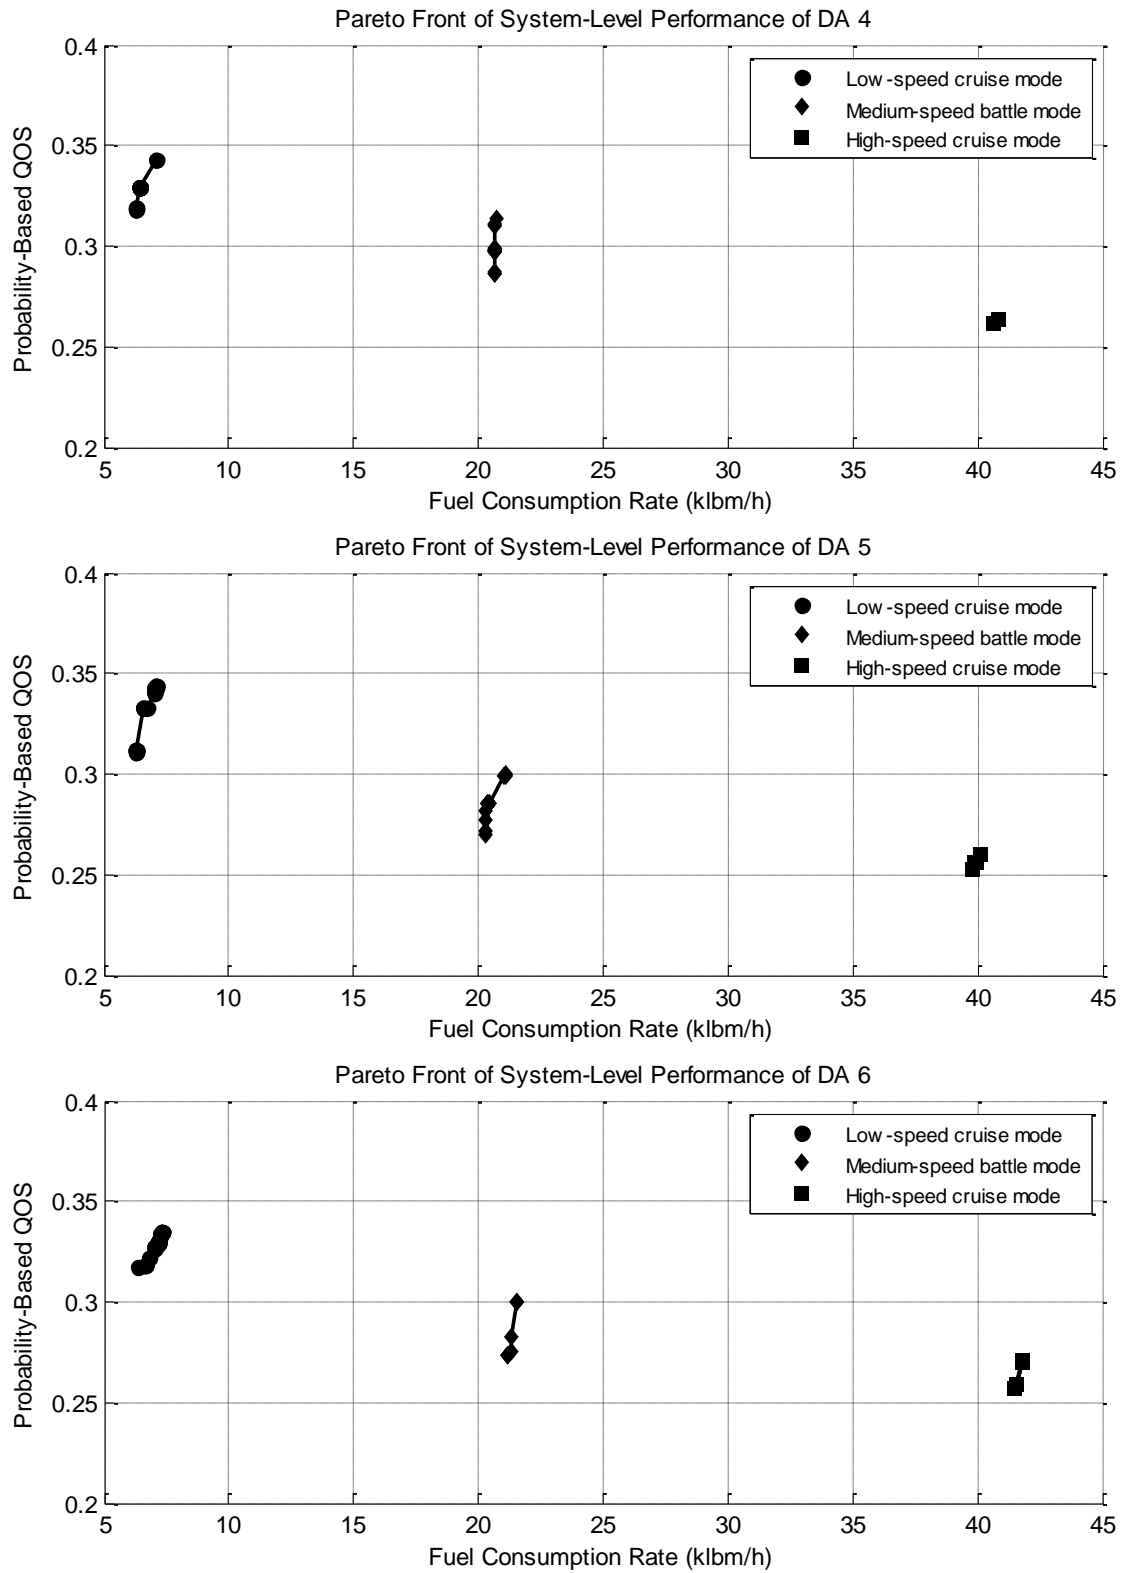 Pareto Front of System-Level Performance of DA 4
0.4
0.35
0.3
0.25
0.2
Probability-Based QOS
Low-speed cruise mode
Medium-speed battle mode
High-speed cruise mode
5 10 15 20 25 30 35 40 45
Fuel Consumption Rate (klbm/h)
Pareto Front of System-Level Performance of DA 5
0.4
0.35
0.3
0.25
0.2
Probability-Based QOS
Low-speed cruise mode
Medium-speed battle mode
High-speed cruise mode
5 10 15 20 25 30 35 40 45
Fuel Consumption Rate (klbm/h)
Pareto Front of System-Level Performance of DA 6
0.4
0.35
0.3
0.25
0.2
Probability-Based QOS
Low-speed cruise mode
Medium-speed battle mode
High-speed cruise mode
5 10 15 20 25 30 35 40 45
Fuel Consumption Rate (klbm/h)